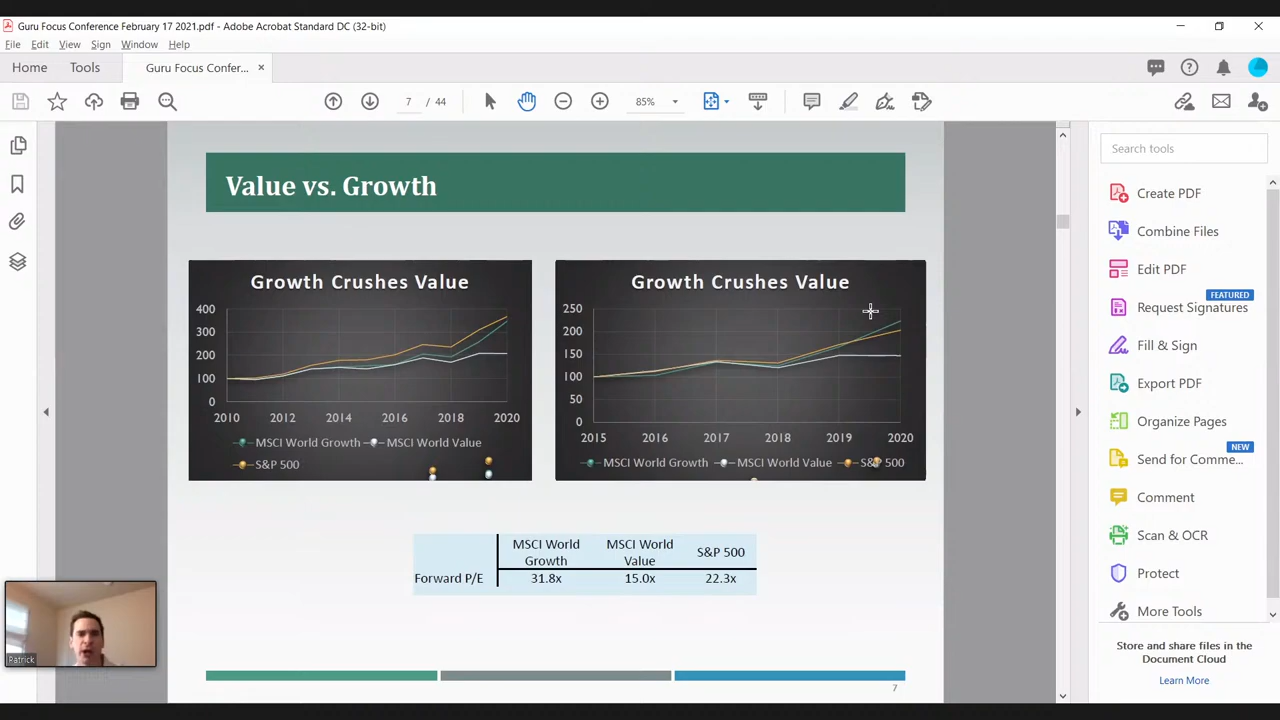 Guru Focus Conference February 17 2021.pdf - Adobe Acrobat Standard DC (32-bit)
File Edit View Sign Window Help
Home Tools Guru Focus Confer... ×
7 / 44 85%
Search tools
Value vs. Growth
Growth Crushes Value
400
300
200
100
0
2010 2012 2014 2016 2018 2020
MSCI World Growth MSCI World Value
S&P 500
Growth Crushes Value
250
200
150
100
50
0
2015 2016 2017 2018 2019 2020
MSCI World Growth MSCI World Value S&P 500
MSCI World Growth MSCI World Value S&P 500
Forward P/E 31.8x 15.0x 22.3x
7
Patrick
Create PDF
Combine Files
Edit PDF
FEATURED
Request Signatures
Fill & Sign
Export PDF
Organize Pages
NEW
Send for Comme...
Comment
Scan & OCR
Protect
More Tools
Store and share files in the
Document Cloud
Learn More